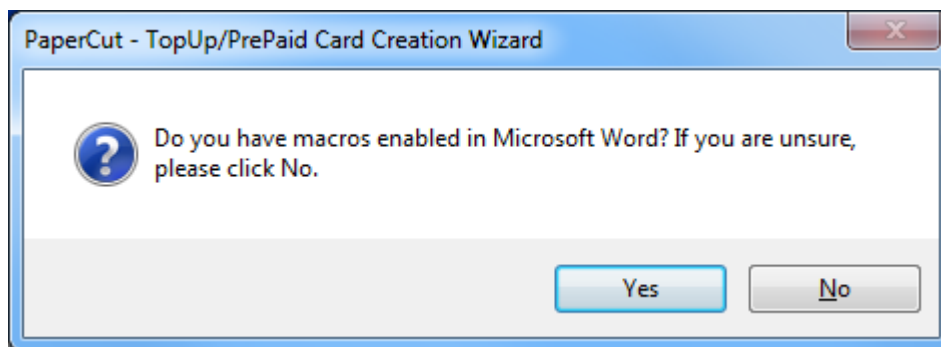 PaperCut - TopUp/PrePaid Card Creation Wizard
Do you have macros enabled in Microsoft Word? If you are unsure,
please click No.
Yes
No